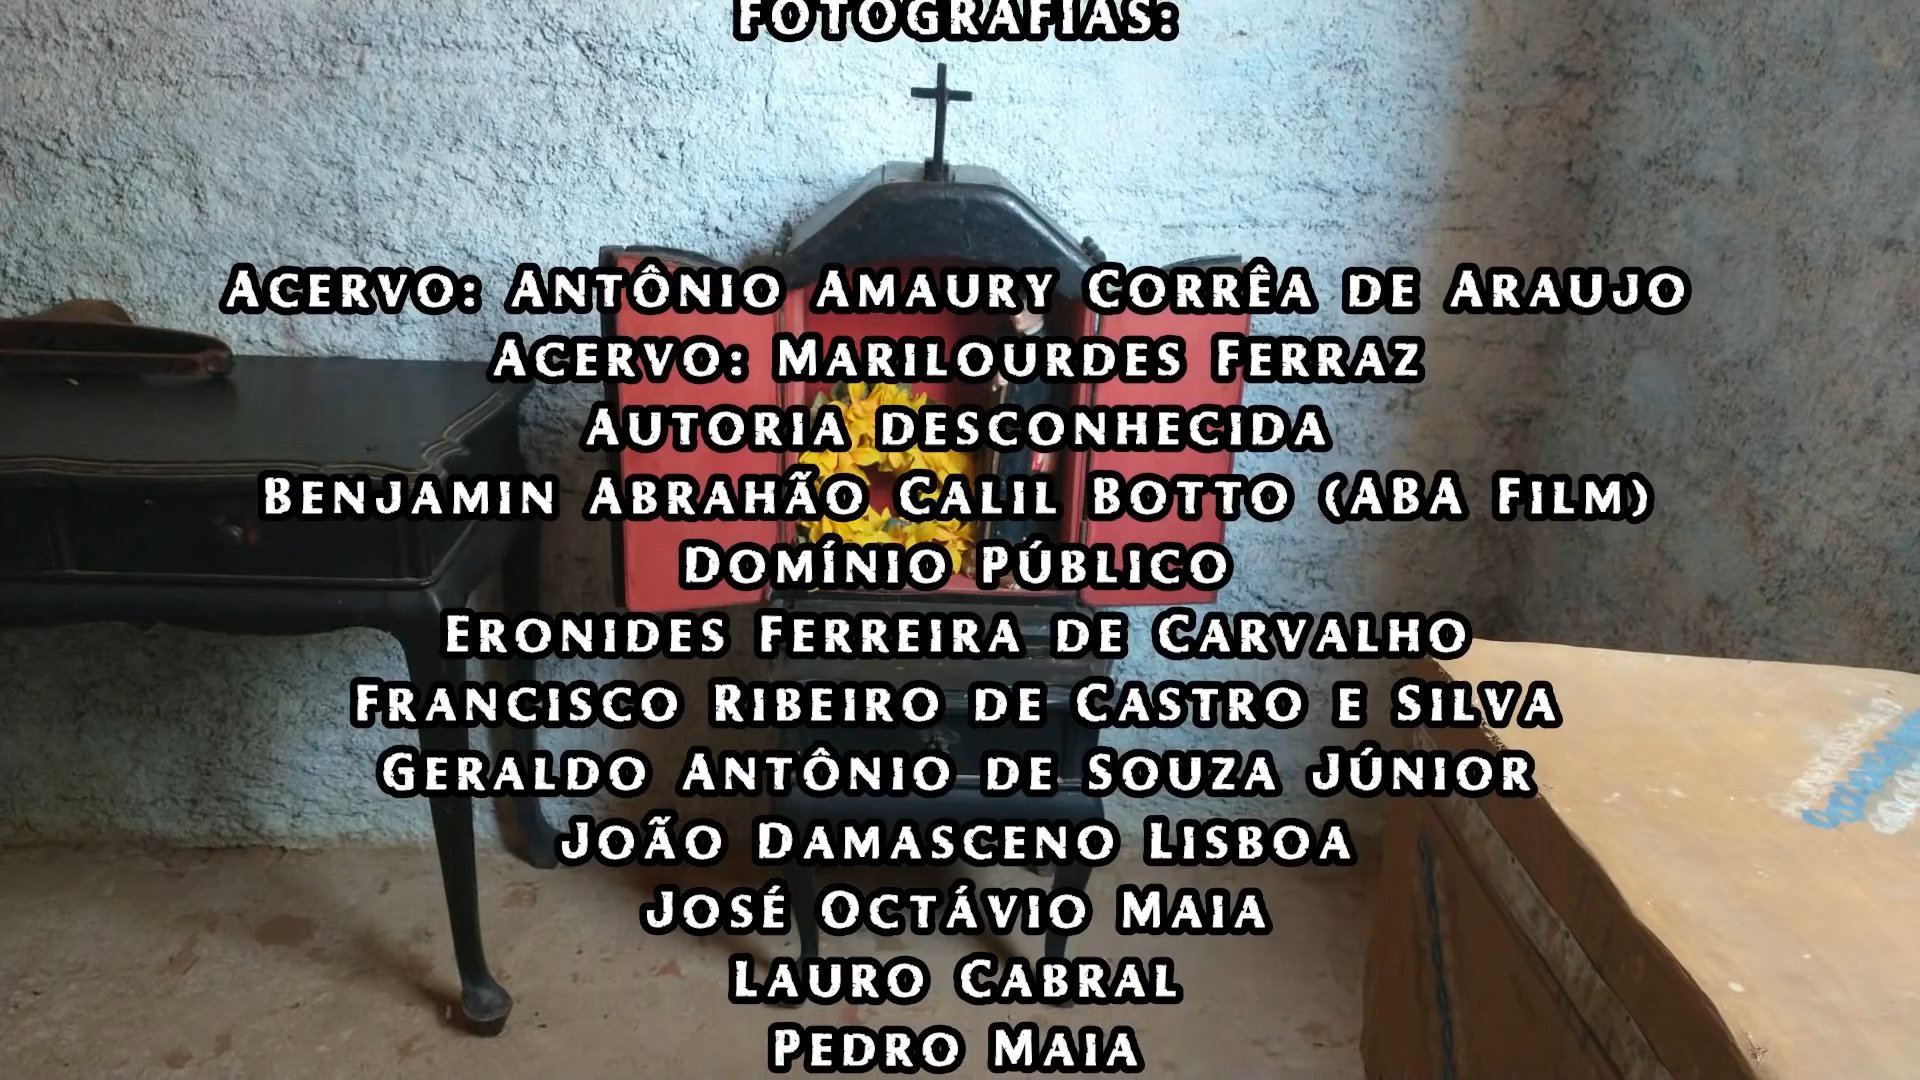 FOTOGRAFIAS:
ACERVO: ANTÔNIO AMAURY CORRÊA DE ARAUJO
ACERVO: MARILOURDES FERRAZ
AUTORIA DESCONHECIDA
BENJAMIN ABRAHÃO CALIL BOTTO (ABA FILM)
DOMÍNIO PÚBLICO
ERONIDES FERREIRA DE CARVALHO
FRANCISCO RIBEIRO DE CASTRO E SILVA
GERALDO ANTÔNIO DE SOUZA JÚNIOR
JOÃO DAMASCENO LISBOA
JOSÉ OCTÁVIO MAIA
LAURO CABRAL
PEDRO MAIA